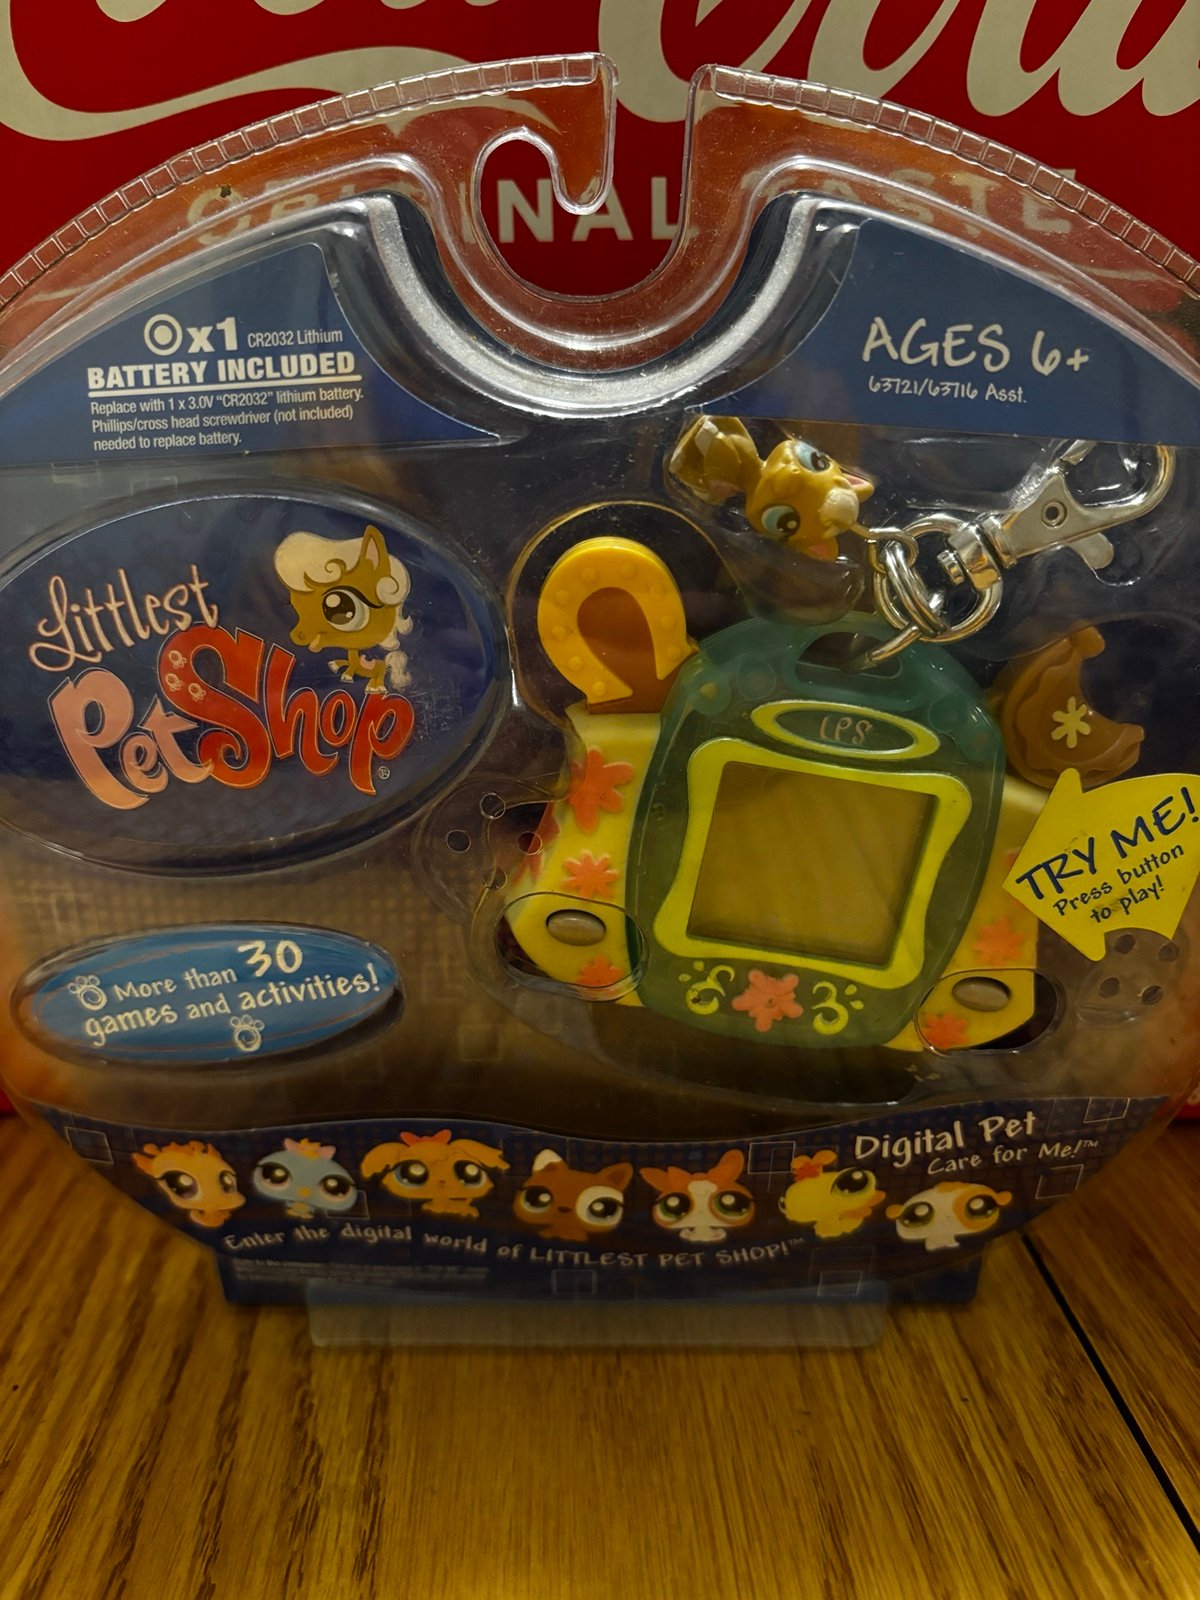 Coca-Cola
ORIGINAL TASTE
x1 CR2032 Lithium
BATTERY INCLUDED
Replace with 1 x 3.0V "CR2032" lithium battery.
Phillips/cross head screwdriver (not included)
needed to replace battery.
AGES 6+
63721/63716 Asst.
Littlest
PetShop®
LPS
TRY ME!
Press button
to play!
More than 30
games and activities!
Digital Pet
Care for Me!™
Enter the digital world of LITTLEST PET SHOP!™